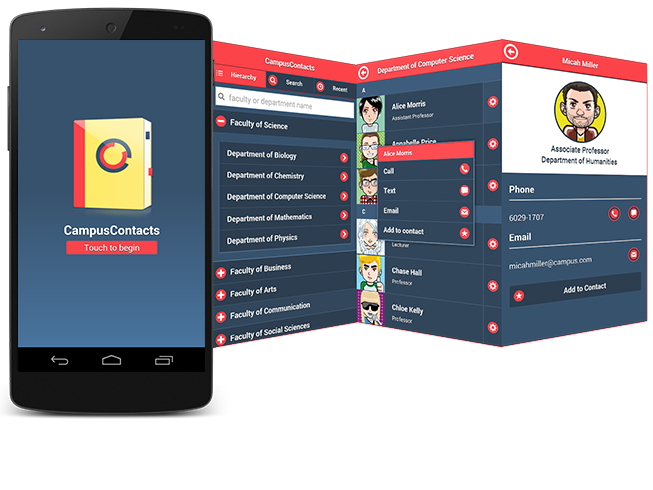 CampusContacts
Touch to begin
CampusContacts
Hierarchy
Search
Recent
faculty or department name
Faculty of Science
Department of Biology
Department of Chemistry
Department of Computer Science
Department of Mathematics
Department of Physics
Faculty of Business
Faculty of Arts
Faculty of Communication
Faculty of Social Sciences
Department of Computer Science
A
Alice Morris
Assistant Professor
Annabelle Price
Alice Morris
Call
Text
Email
Add to contact
C
Lecturer
Chase Hall
Professor
Chloe Kelly
Professor
Micah Miller
Associate Professor
Department of Humanities
Phone
6029-1707
Email
micahmiller@campus.com
Add to Contact